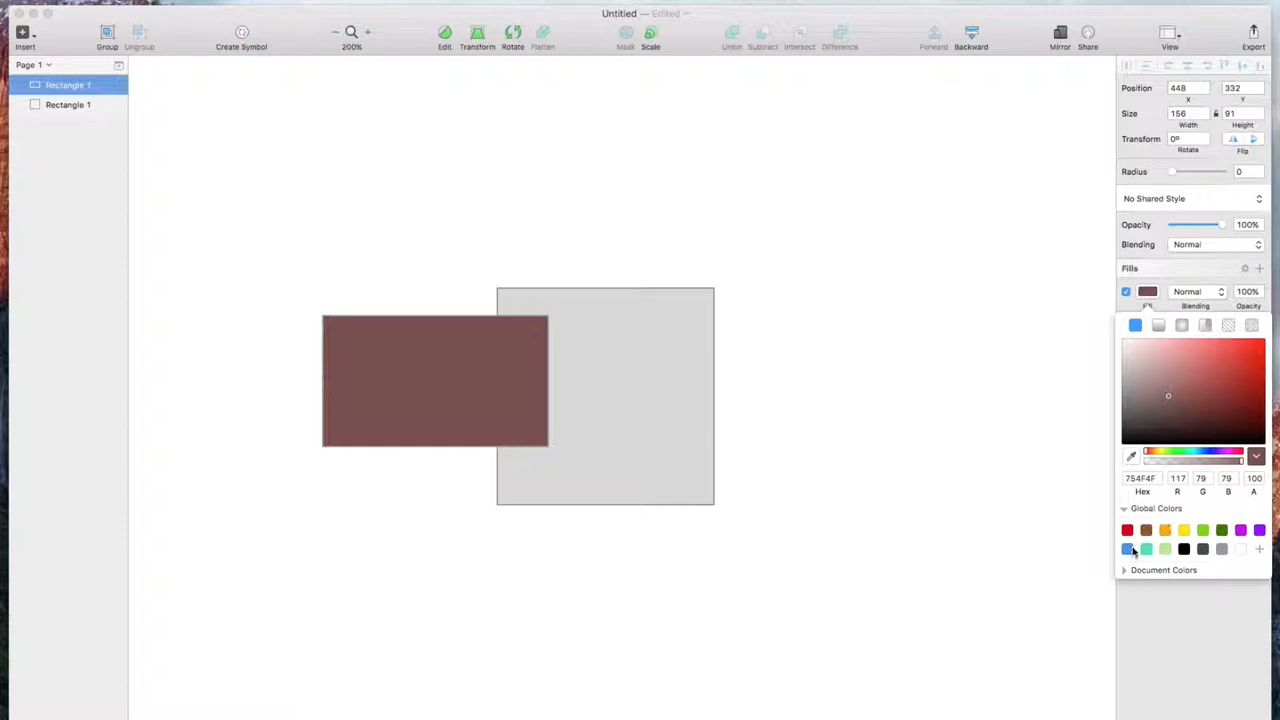 Untitled — Edited
Insert
Group
Ungroup
Create Symbol
200%
Edit
Transform
Rotate
Flatten
Mask
Scale
Union
Subtract
Intersect
Difference
Forward
Backward
Mirror
Share
View
Export
Page 1
Rectangle 1
Rectangle 1
Position 448 332
X Y
Size 156 91
Width Height
Transform 0º
Rotate Flip
Radius 0
No Shared Style
Opacity 100%
Blending Normal
Fills
Normal 100%
Blending Opacity
754F4F 117 79 79 100
Hex R G B A
Global Colors
Document Colors